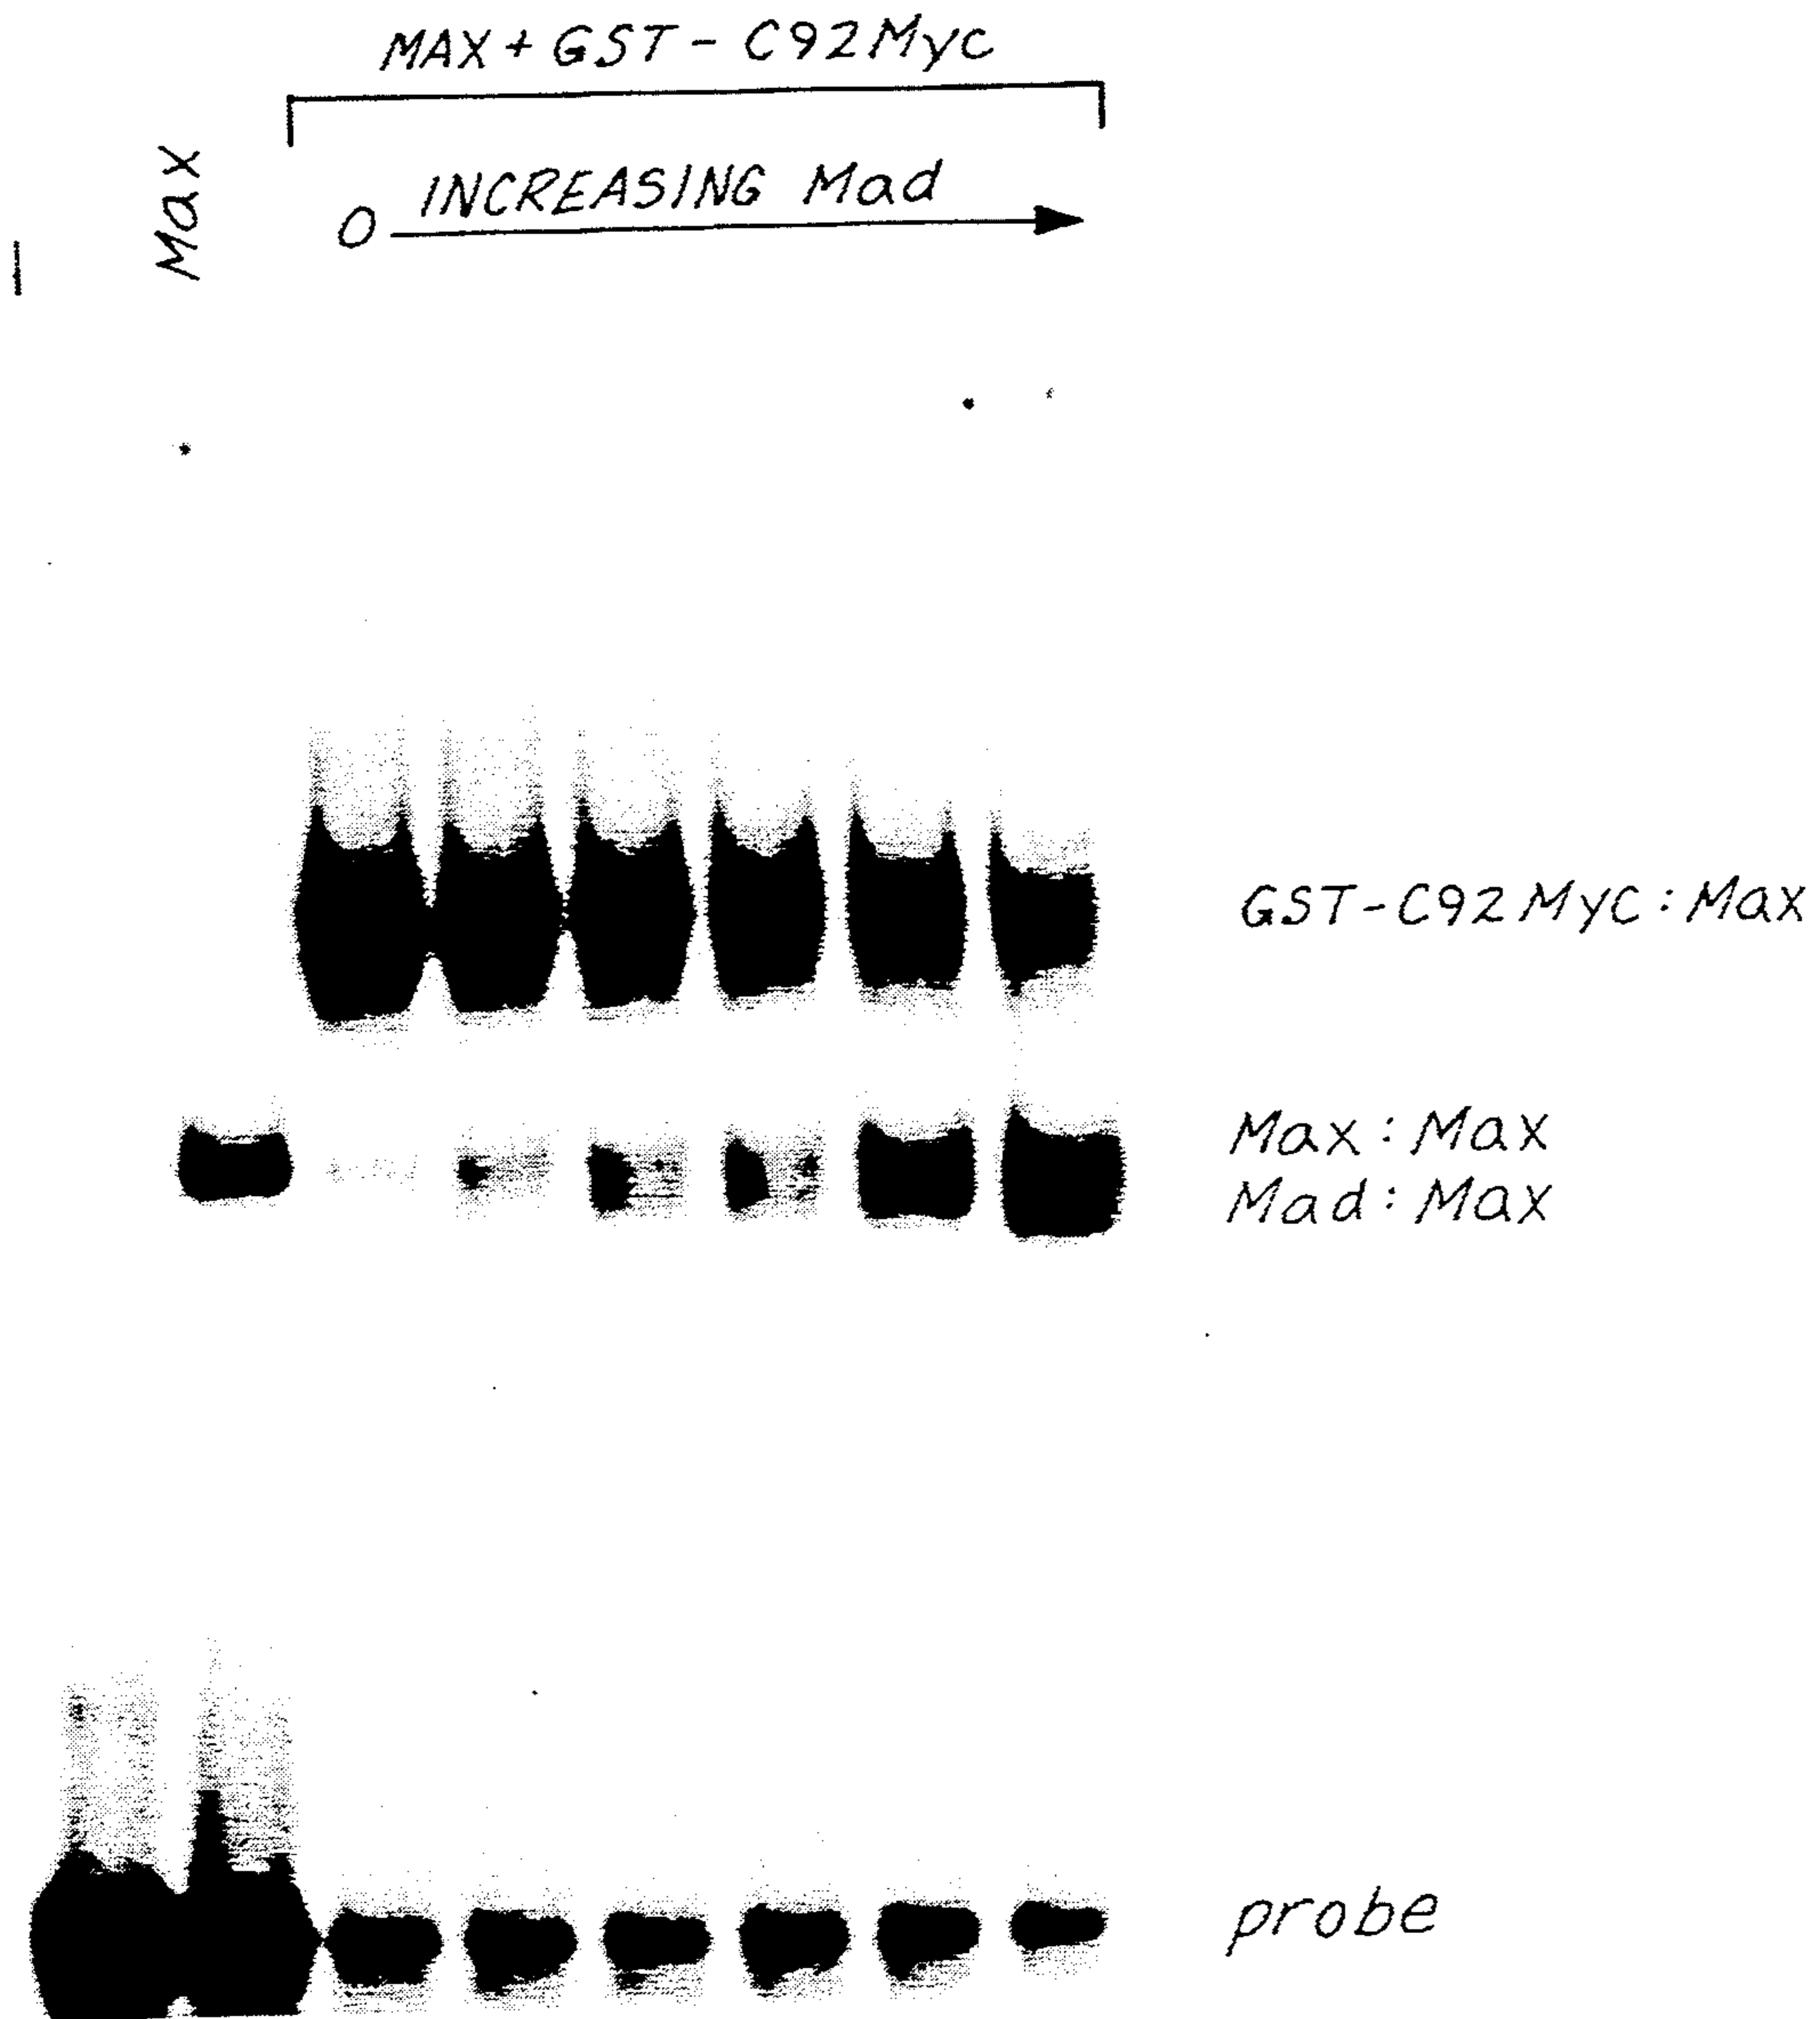 MAX + GST - C92Myc
INCREASING Mad
0
Max
GST-C92Myc:Max
Max:Max
Mad:Max
probe